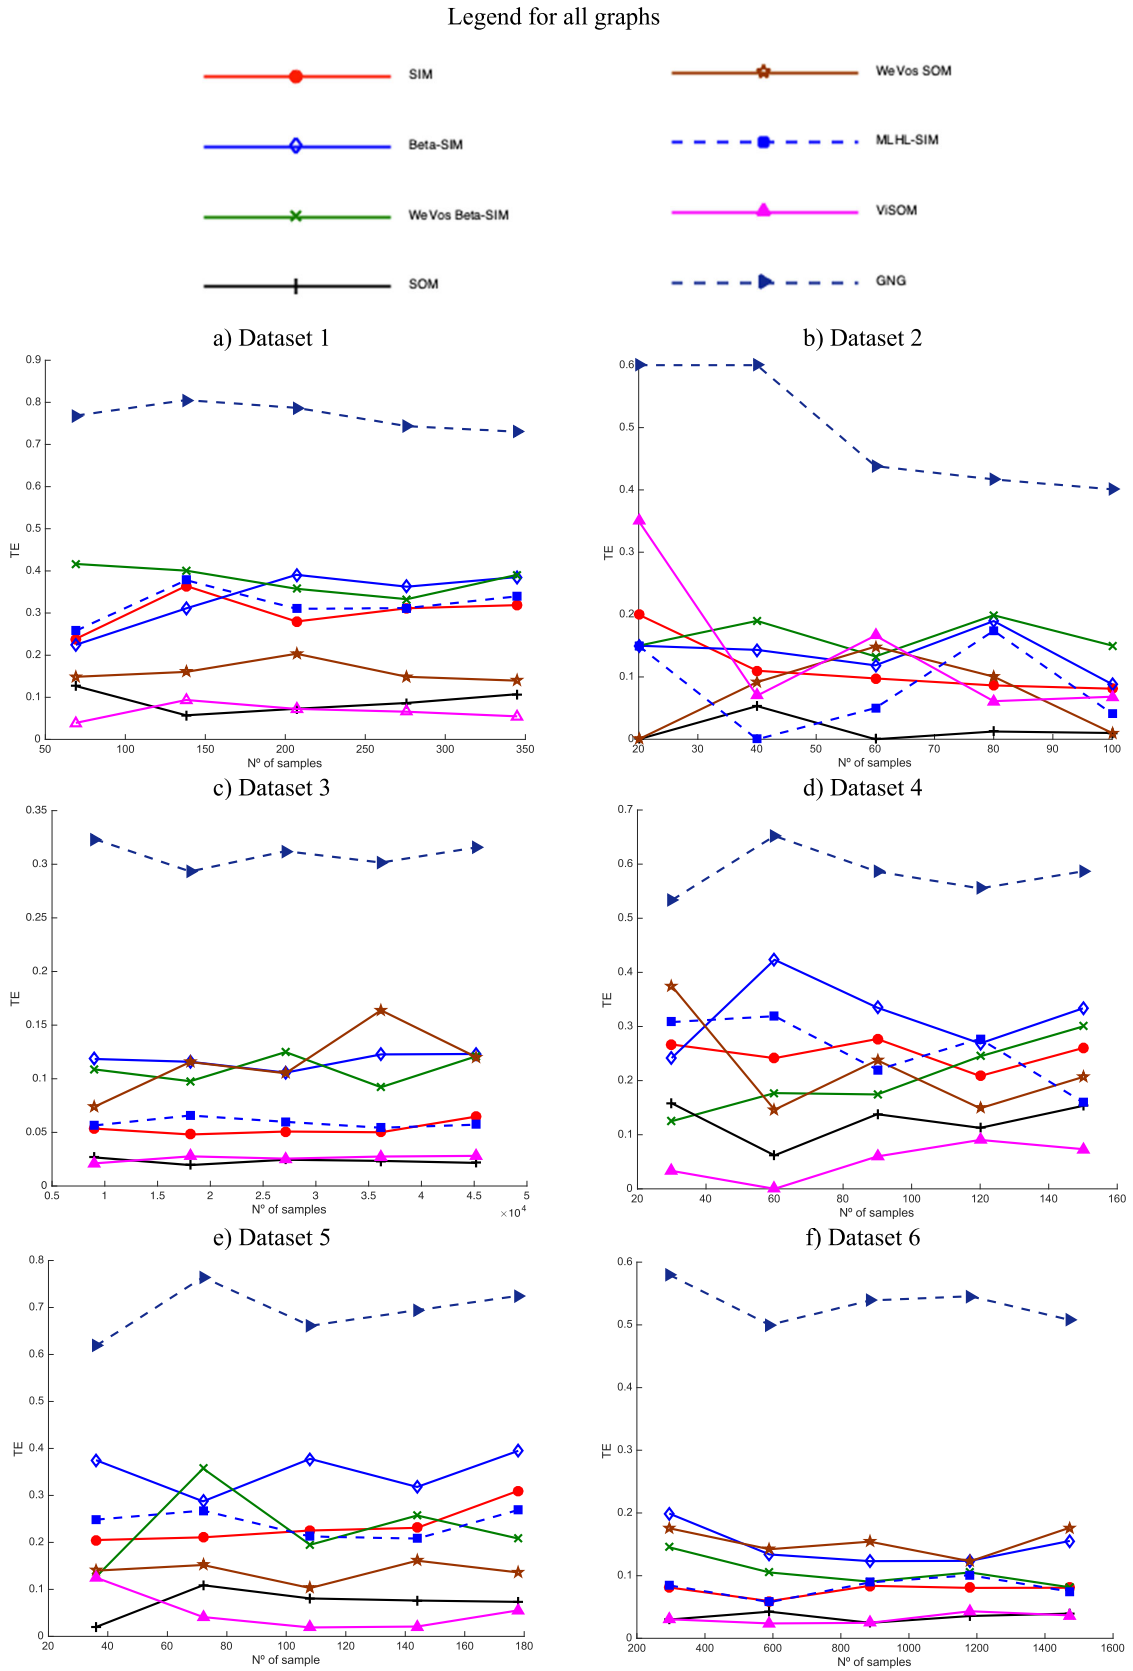 Legend for all graphs
SIM
WeVos SOM
Beta-SIM
MLHL-SIM
WeVos Beta-SIM
ViSOM
SOM
GNG
a) Dataset 1
0.9
0.8
0.7
0.6
0.5
0.4
0.3
0.2
0.1
0
TE
50 100 150 200 250 300 350
Nº of samples
b) Dataset 2
0.6
0.5
0.4
0.3
0.2
0.1
0
TE
20 30 40 50 60 70 80 90 100
Nº of samples
c) Dataset 3
0.35
0.3
0.25
0.2
0.15
0.1
0.05
0
TE
0.5 1 1.5 2 2.5 3 3.5 4 4.5 5
Nº of samples
×10⁴
d) Dataset 4
0.7
0.6
0.5
0.4
0.3
0.2
0.1
0
TE
20 40 60 80 100 120 140 160
Nº of samples
e) Dataset 5
0.8
0.7
0.6
0.5
0.4
0.3
0.2
0.1
0
TE
20 40 60 80 100 120 140 160 180
Nº of sample
f) Dataset 6
0.6
0.5
0.4
0.3
0.2
0.1
0
TE
200 400 600 800 1000 1200 1400 1600
Nº of samples